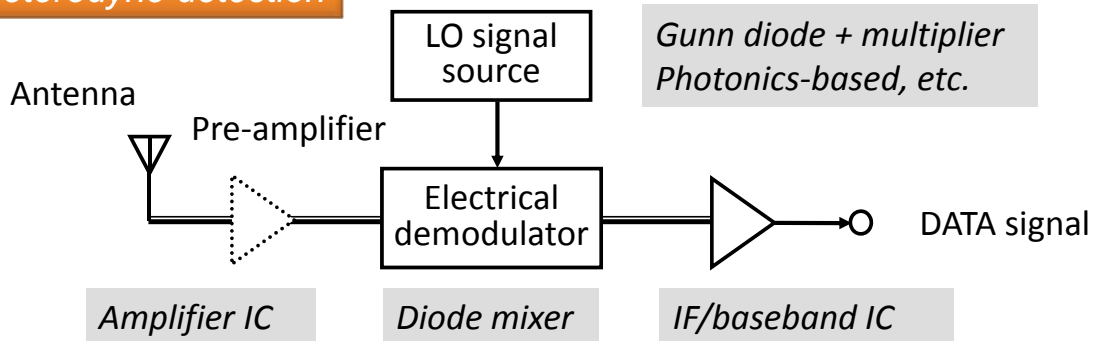 detection
LO signal
source
Gunn diode + multiplier
Photonics-based, etc.
Antenna
Pre-amplifier
Electrical
demodulator
DATA signal
Amplifier IC
Diode mixer
IF/baseband IC